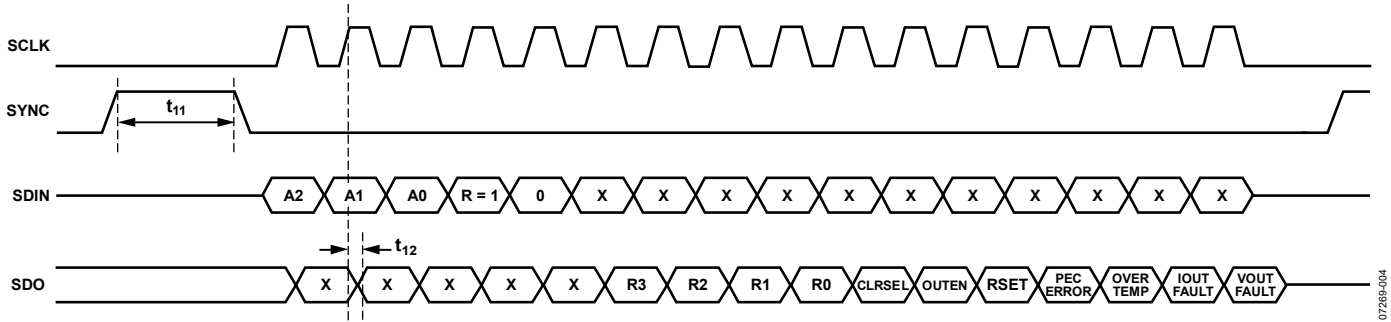 SCLK
SYNC
t11
SDIN A2 A1 A0 R = 1 0 X X X X X X X X X X X
t12
SDO X X X X X R3 R2 R1 R0 CLRSEL OUTEN RSET
PEC
ERROR
OVER
TEMP
IOUT
FAULT
VOUT
FAULT
07269-004